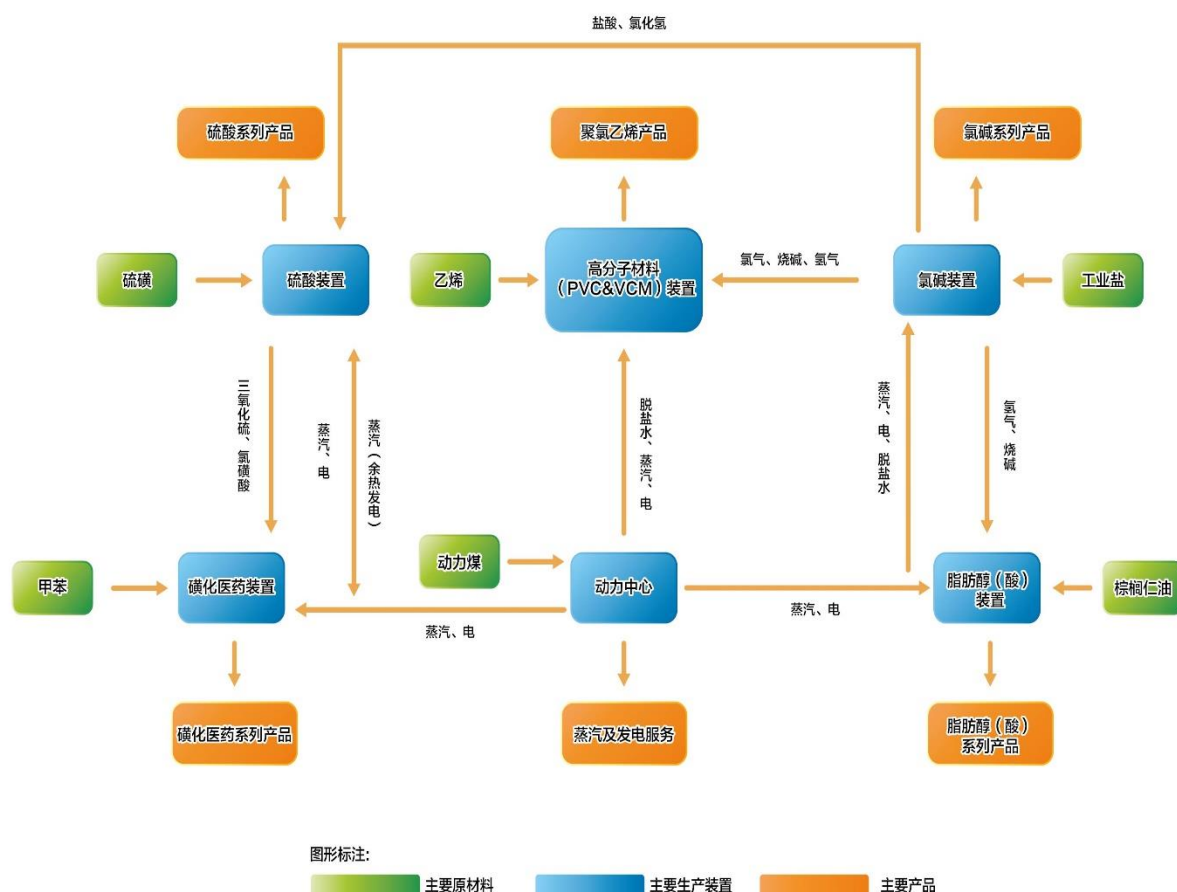 盐酸、氯化氢
硫酸系列产品
聚氯乙烯产品
氯碱系列产品
硫磺
硫酸装置
乙烯
高分子材料
（PVC&VCM）装置
氯气、烧碱、氢气
氯碱装置
工业盐
三氧化硫、氯磺酸
蒸汽、电
蒸汽（余热发电）
脱盐水、蒸汽、电
蒸汽、电、脱盐水
氢气、烧碱
甲苯
磺化医药装置
动力煤
动力中心
脂肪醇（酸）
装置
棕榈仁油
蒸汽、电
蒸汽、电
磺化医药系列产品
蒸汽及发电服务
脂肪醇（酸）
系列产品
图形标注：
主要原材料
主要生产装置
主要产品